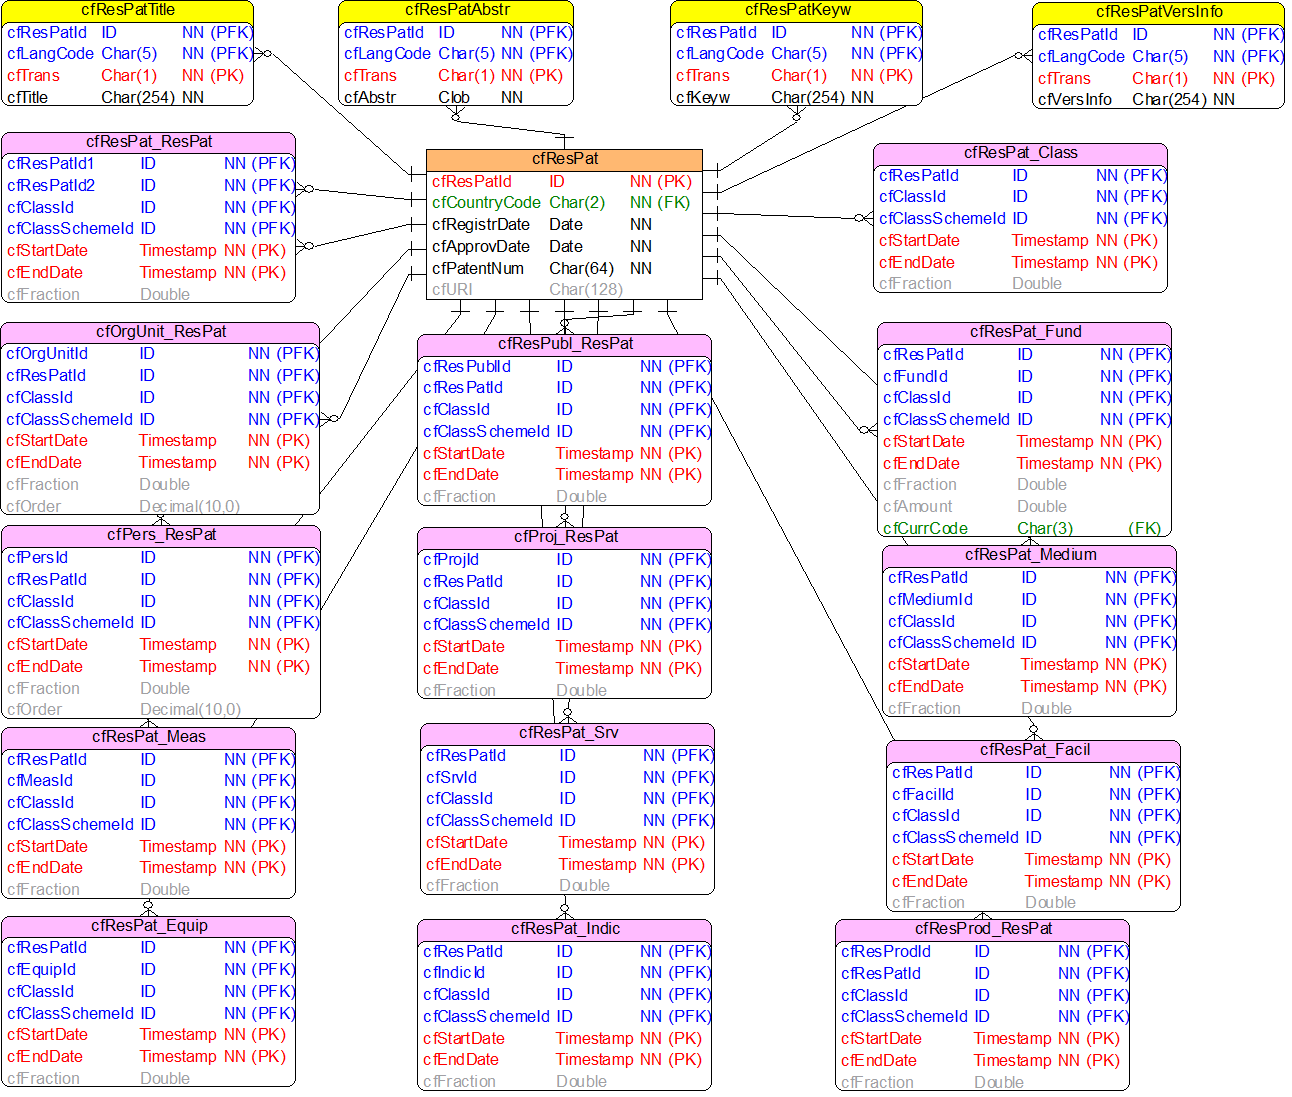 cfResPatTitle
cfResPatId ID NN (PFK)
cfLangCode Char(5) NN (PFK)
cfTrans Char(1) NN (PK)
cfTitle Char(254) NN
cfResPatAbstr
cfResPatId ID NN (PFK)
cfLangCode Char(5) NN (PFK)
cfTrans Char(1) NN (PK)
cfAbstr Clob NN
cfResPatKeyw
cfResPatId ID NN (PFK)
cfLangCode Char(5) NN (PFK)
cfTrans Char(1) NN (PK)
cfKeyw Char(254) NN
cfResPatVersInfo
cfResPatId ID NN (PFK)
cfLangCode Char(5) NN (PFK)
cfTrans Char(1) NN (PK)
cfVersInfo Char(254) NN
cfResPat_ResPat
cfResPatId1 ID NN (PFK)
cfResPatId2 ID NN (PFK)
cfClassId ID NN (PFK)
cfClassSchemeId ID NN (PFK)
cfStartDate Timestamp NN (PK)
cfEndDate Timestamp NN (PK)
cfFraction Double
cfResPat
cfResPatId ID NN (PK)
cfCountryCode Char(2) NN (FK)
cfRegistrDate Date NN
cfApprovDate Date NN
cfPatentNum Char(64) NN
cfURI Char(128)
cfResPat_Class
cfResPatId ID NN (PFK)
cfClassId ID NN (PFK)
cfClassSchemeId ID NN (PFK)
cfStartDate Timestamp NN (PK)
cfEndDate Timestamp NN (PK)
cfFraction Double
cfOrgUnit_ResPat
cfOrgUnitId ID NN (PFK)
cfResPatId ID NN (PFK)
cfClassId ID NN (PFK)
cfClassSchemeId ID NN (PFK)
cfStartDate Timestamp NN (PK)
cfEndDate Timestamp NN (PK)
cfFraction Double
cfOrder Decimal(10,0)
cfResPubl_ResPat
cfResPublId ID NN (PFK)
cfResPatId ID NN (PFK)
cfClassId ID NN (PFK)
cfClassSchemeId ID NN (PFK)
cfStartDate Timestamp NN (PK)
cfEndDate Timestamp NN (PK)
cfFraction Double
cfResPat_Fund
cfResPatId ID NN (PFK)
cfFundId ID NN (PFK)
cfClassId ID NN (PFK)
cfClassSchemeId ID NN (PFK)
cfStartDate Timestamp NN (PK)
cfEndDate Timestamp NN (PK)
cfFraction Double
cfAmount Double
cfCurrCode Char(3) (FK)
cfPers_ResPat
cfPersId ID NN (PFK)
cfResPatId ID NN (PFK)
cfClassId ID NN (PFK)
cfClassSchemeId ID NN (PFK)
cfStartDate Timestamp NN (PK)
cfEndDate Timestamp NN (PK)
cfFraction Double
cfOrder Decimal(10,0)
cfProj_ResPat
cfProjId ID NN (PFK)
cfResPatId ID NN (PFK)
cfClassId ID NN (PFK)
cfClassSchemeId ID NN (PFK)
cfStartDate Timestamp NN (PK)
cfEndDate Timestamp NN (PK)
cfFraction Double
cfResPat_Medium
cfResPatId ID NN (PFK)
cfMediumId ID NN (PFK)
cfClassId ID NN (PFK)
cfClassSchemeId ID NN (PFK)
cfStartDate Timestamp NN (PK)
cfEndDate Timestamp NN (PK)
cfFraction Double
cfResPat_Meas
cfResPatId ID NN (PFK)
cfMeasId ID NN (PFK)
cfClassId ID NN (PFK)
cfClassSchemeId ID NN (PFK)
cfStartDate Timestamp NN (PK)
cfEndDate Timestamp NN (PK)
cfFraction Double
cfResPat_Srv
cfResPatId ID NN (PFK)
cfSrvId ID NN (PFK)
cfClassId ID NN (PFK)
cfClassSchemeId ID NN (PFK)
cfStartDate Timestamp NN (PK)
cfEndDate Timestamp NN (PK)
cfFraction Double
cfResPat_Facil
cfResPatId ID NN (PFK)
cfFacilId ID NN (PFK)
cfClassId ID NN (PFK)
cfClassSchemeId ID NN (PFK)
cfStartDate Timestamp NN (PK)
cfEndDate Timestamp NN (PK)
cfFraction Double
cfResPat_Equip
cfResPatId ID NN (PFK)
cfEquipId ID NN (PFK)
cfClassId ID NN (PFK)
cfClassSchemeId ID NN (PFK)
cfStartDate Timestamp NN (PK)
cfEndDate Timestamp NN (PK)
cfFraction Double
cfResPat_Indic
cfResPatId ID NN (PFK)
cfIndicId ID NN (PFK)
cfClassId ID NN (PFK)
cfClassSchemeId ID NN (PFK)
cfStartDate Timestamp NN (PK)
cfEndDate Timestamp NN (PK)
cfFraction Double
cfResProd_ResPat
cfResProdId ID NN (PFK)
cfResPatId ID NN (PFK)
cfClassId ID NN (PFK)
cfClassSchemeId ID NN (PFK)
cfStartDate Timestamp NN (PK)
cfEndDate Timestamp NN (PK)
cfFraction Double